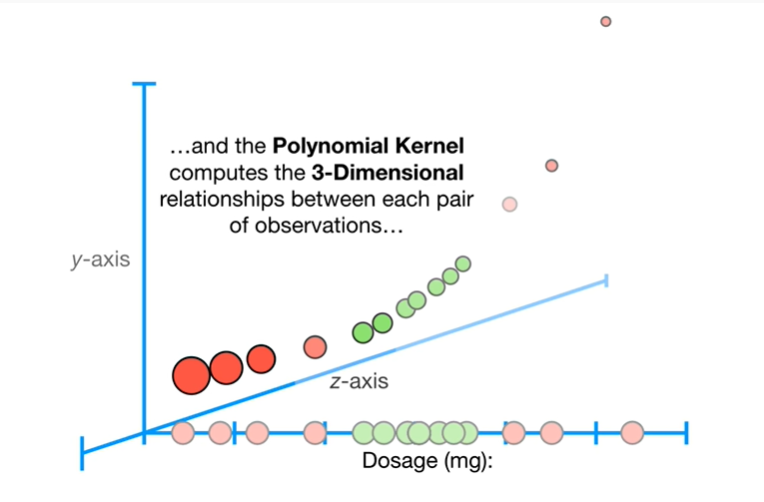 ...and the Polynomial Kernel
computes the 3-Dimensional
relationships between each pair
of observations...
y-axis
z-axis
Dosage (mg):